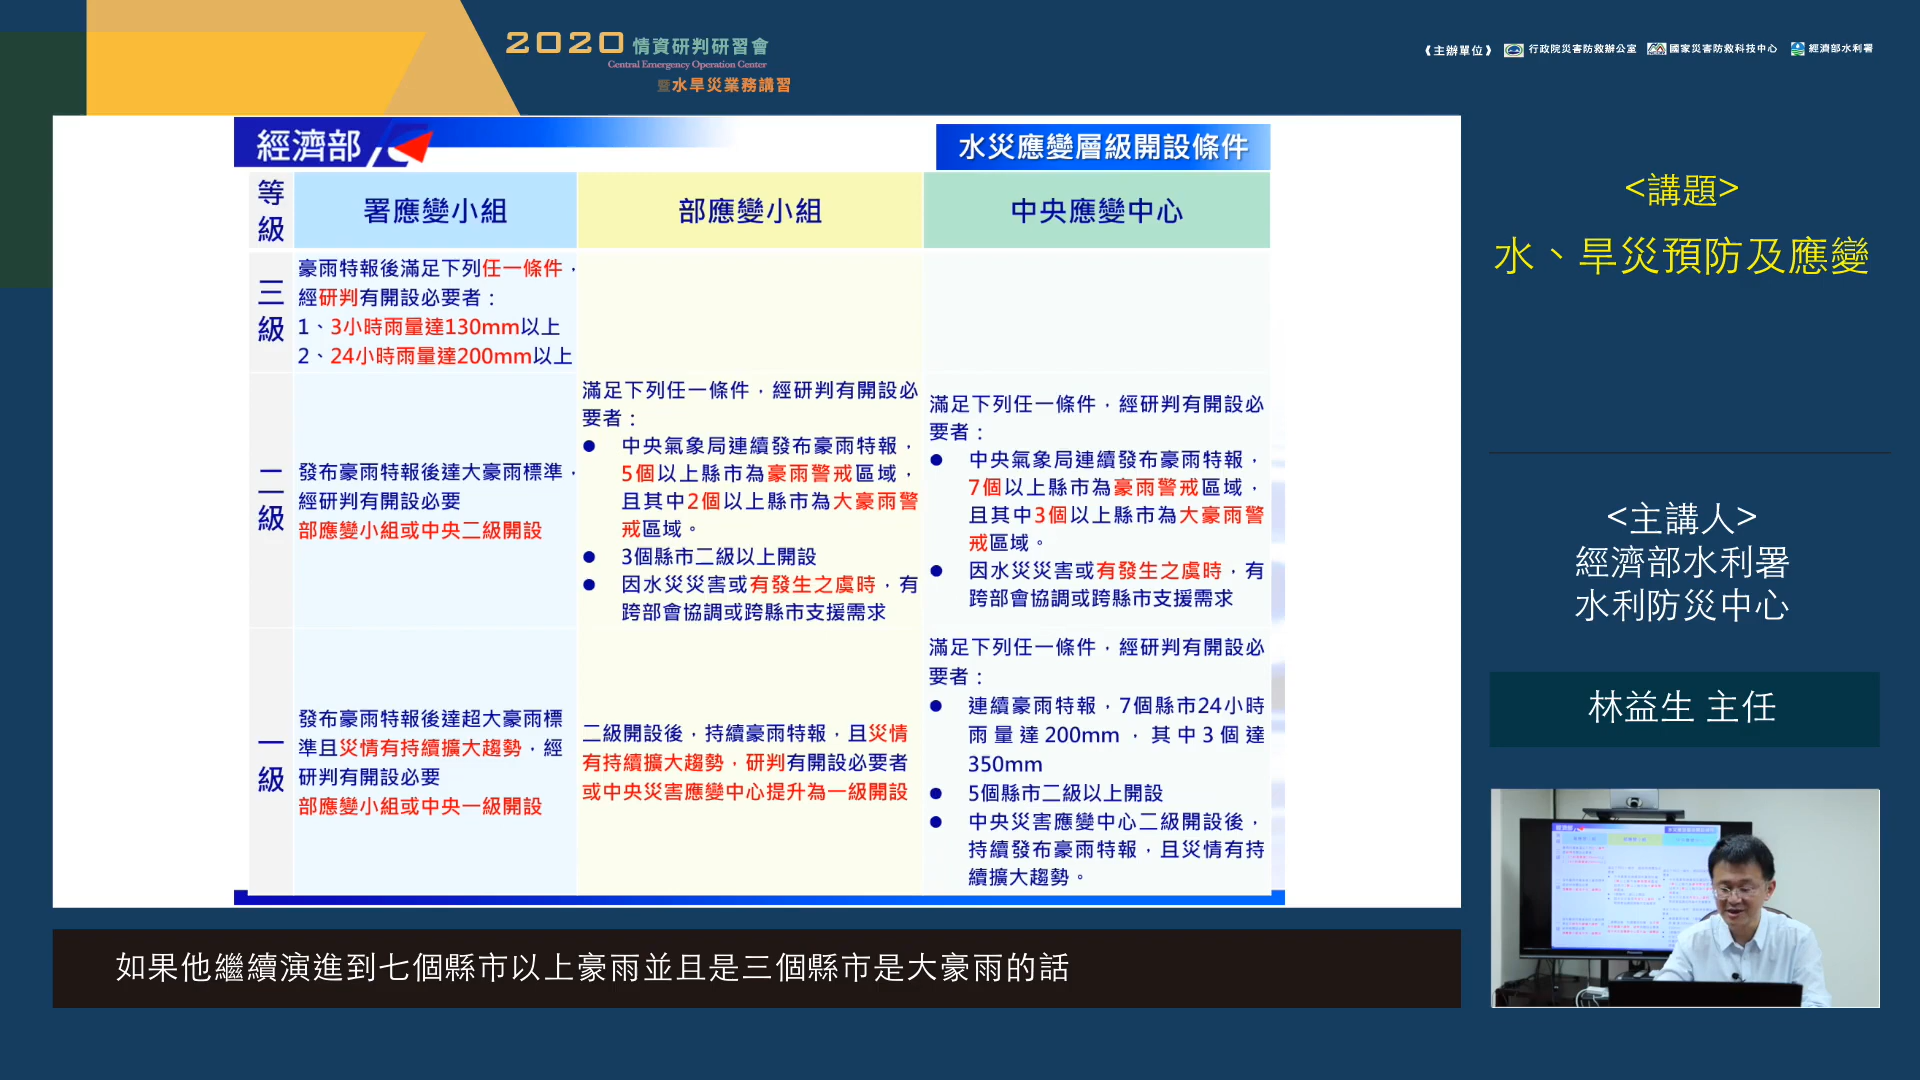 2020 情資研判研習會
Central Emergency Operation Center
暨水旱災業務講習
《主辦單位》 行政院災害防救辦公室 國家災害防救科技中心 經濟部水利署
經濟部
水災應變層級開設條件
等級
署應變小組
部應變小組
中央應變中心
三級
豪雨特報後滿足下列任一條件，
經研判有開設必要者：
1、3小時雨量達130mm以上
2、24小時雨量達200mm以上
二級
發布豪雨特報後達大豪雨標準，
經研判有開設必要
部應變小組或中央二級開設
滿足下列任一條件，經研判有開設必
要者：
● 中央氣象局連續發布豪雨特報，
5個以上縣市為豪雨警戒區域，
且其中2個以上縣市為大豪雨警
戒區域。
● 3個縣市二級以上開設
● 因水災災害或有發生之虞時，有
跨部會協調或跨縣市支援需求
滿足下列任一條件，經研判有開設必
要者：
● 中央氣象局連續發布豪雨特報，
7個以上縣市為豪雨警戒區域，
且其中3個以上縣市為大豪雨警
戒區域。
● 因水災災害或有發生之虞時，有
跨部會協調或跨縣市支援需求
一級
發布豪雨特報後達超大豪雨標
準且災情有持續擴大趨勢，經
研判有開設必要
部應變小組或中央一級開設
二級開設後，持續豪雨特報，且災情
有持續擴大趨勢，研判有開設必要者
或中央災害應變中心提升為一級開設
滿足下列任一條件，經研判有開設必
要者：
● 連續豪雨特報，7個縣市24小時
雨量達200mm，其中3個達
350mm
● 5個縣市二級以上開設
● 中央災害應變中心二級開設後，
持續發布豪雨特報，且災情有持
續擴大趨勢。
<講題>
水、旱災預防及應變
<主講人>
經濟部水利署
水利防災中心
林益生 主任
如果他繼續演進到七個縣市以上豪雨並且是三個縣市是大豪雨的話